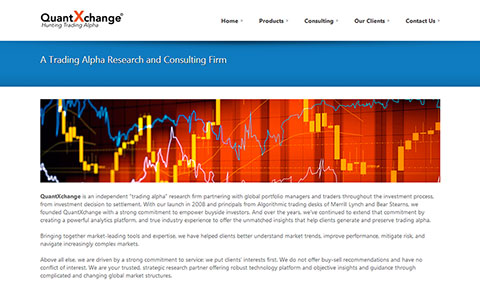 QuantXchange®
Hunting Trading Alpha
Home
Products
Consulting
Our Clients
Contact Us
A Trading Alpha Research and Consulting Firm
QuantXchange is an independent "trading alpha" research firm partnering with global portfolio managers and traders throughout the investment process,
from investment decision to settlement. With our launch in 2008 and principals from Algorithmic trading desks of Merrill Lynch and Bear Stearns, we
founded QuantXchange with a strong commitment to empower buyside investors. And over the years, we've continued to extend that commitment by
creating a powerful analytics platform, and true industry experience to offer the unmatched insights that help clients generate and preserve trading alpha.
Bringing together market-leading tools and expertise, we have helped clients better understand market trends, improve performance, mitigate risk, and
navigate increasingly complex markets.
Above all else, we are driven by a strong commitment to service: we put clients' interests first. We do not offer buy-sell recommendations and have no
conflict of interest. We are your trusted, strategic research partner offering robust technology platform and objective insights and guidance through
complicated and changing global market structures.